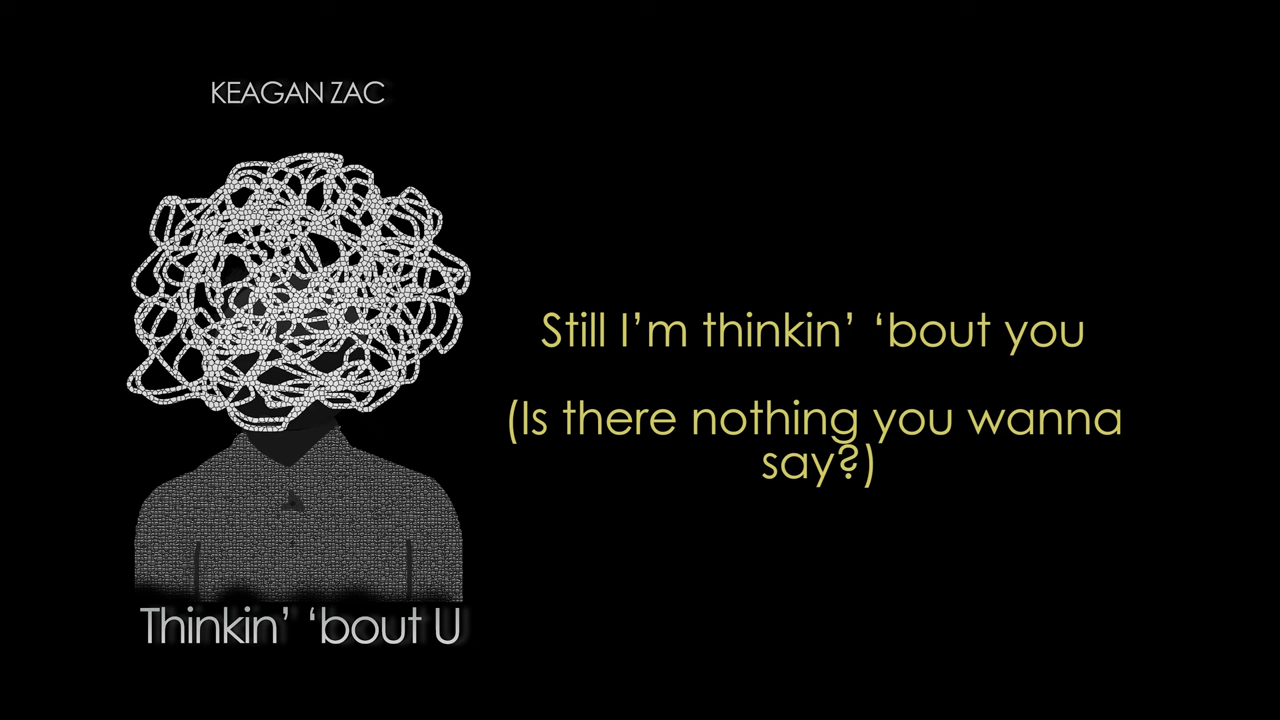 KEAGAN ZAC
Still I’m thinkin’ ‘bout you
(Is there nothing you wanna
say?)
Thinkin’ ‘bout U